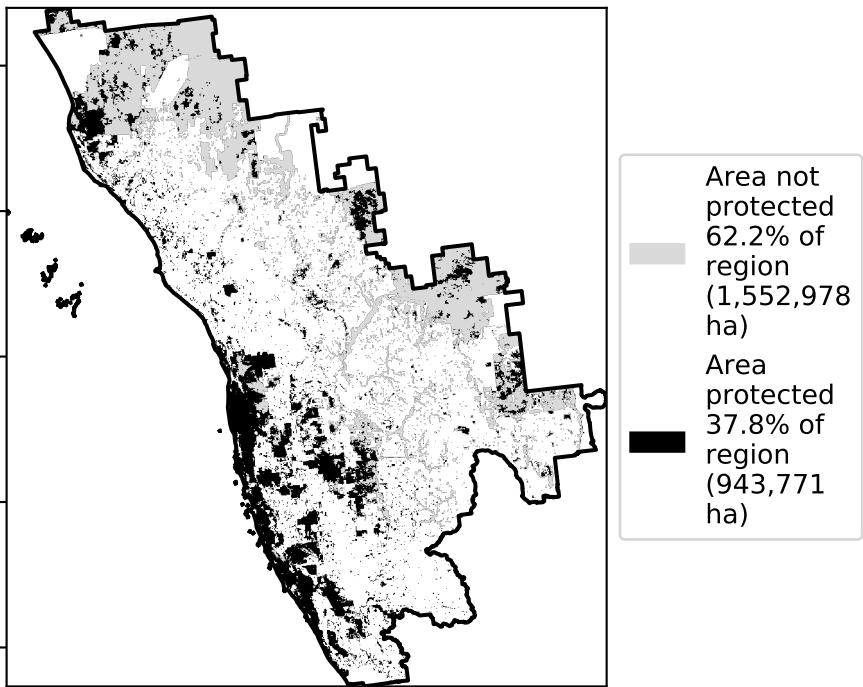 Area not
protected
62.2% of
region
(1,552,978
ha)
Area
protected
37.8% of
region
(943,771
ha)